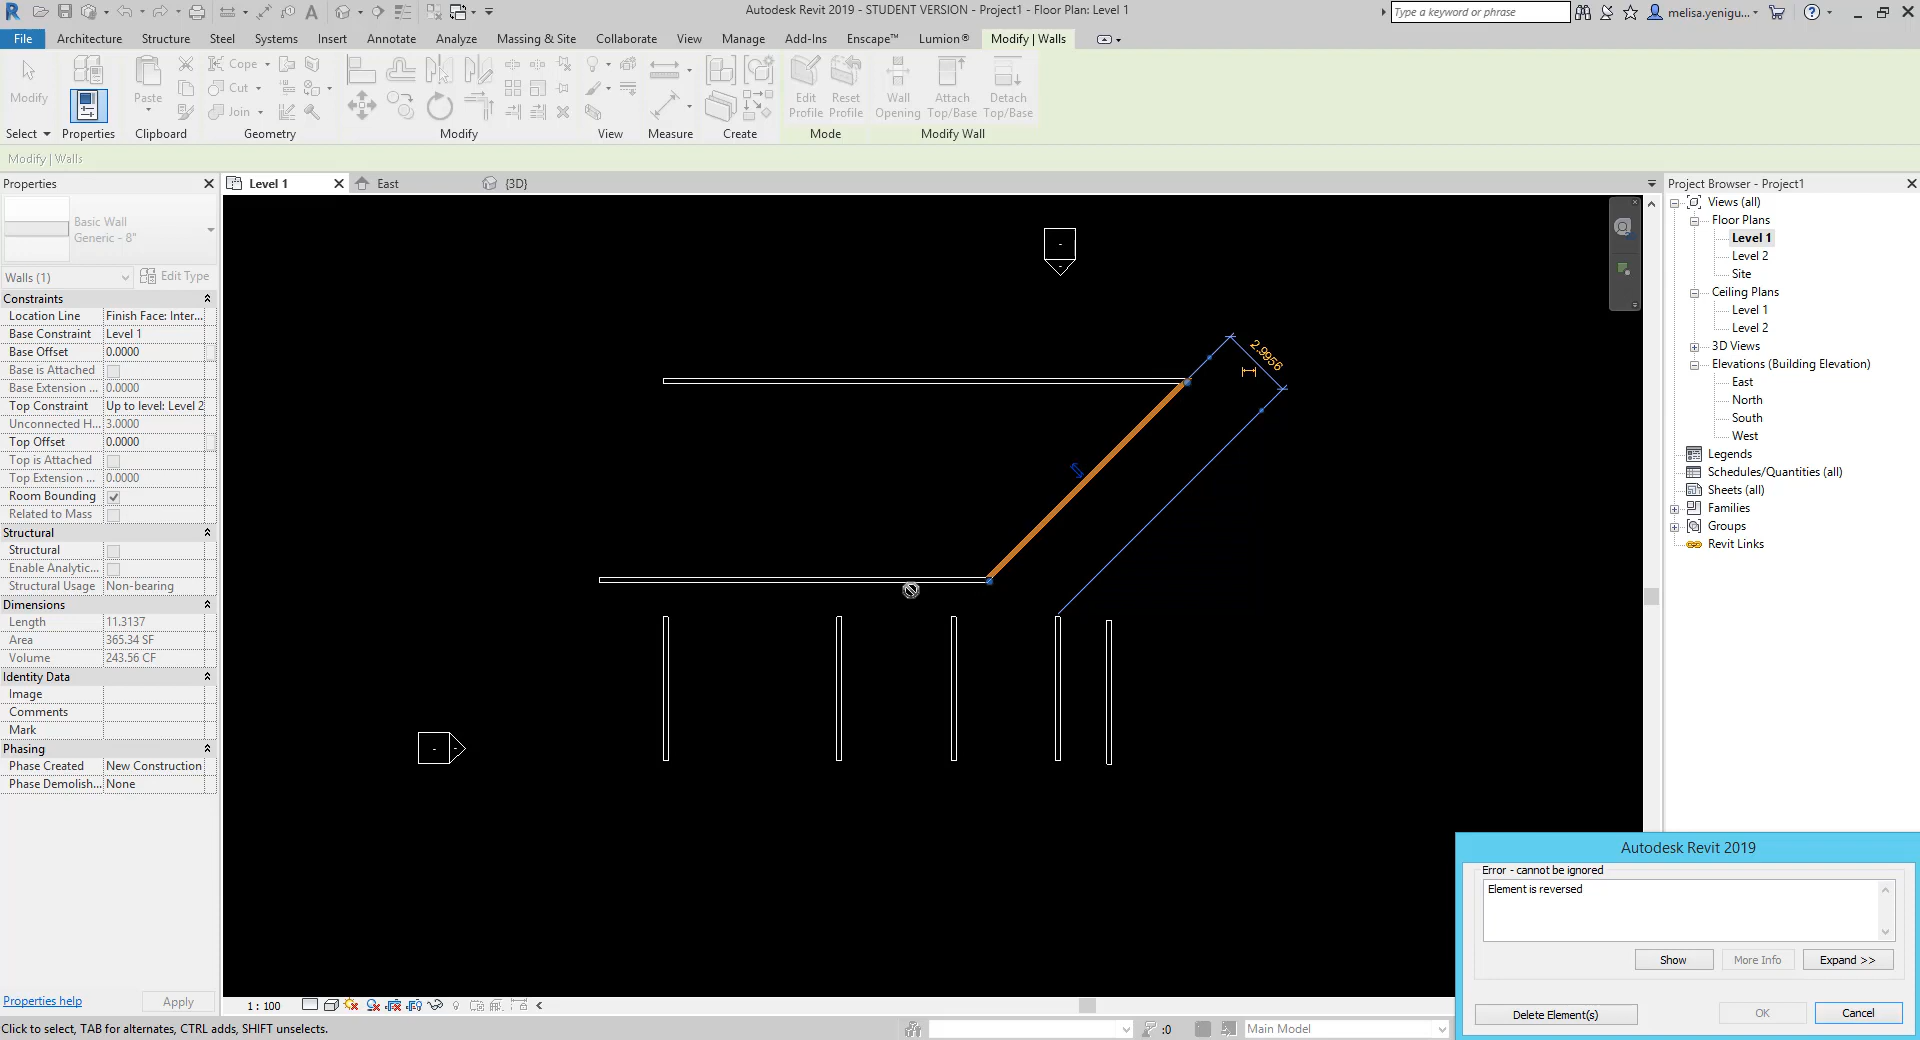 Autodesk Revit 2019 - STUDENT VERSION - Project1 - Floor Plan: Level 1
Type a keyword or phrase
melisa.yenigu...
File
Architecture
Structure
Steel
Systems
Insert
Annotate
Analyze
Massing & Site
Collaborate
View
Manage
Add-Ins
Enscape™
Lumion®
Modify | Walls
Modify
Paste
Cope
Cut
Join
Edit Profile
Reset Profile
Wall Opening
Attach Top/Base
Detach Top/Base
Select
Properties
Clipboard
Geometry
Modify
View
Measure
Create
Mode
Modify Wall
Modify | Walls
Properties
Level 1
East
{3D}
Project Browser - Project1
Basic Wall
Generic - 8"
Walls (1)
Edit Type
Constraints
Location Line Finish Face: Inter...
Base Constraint Level 1
Base Offset 0.0000
Base is Attached
Base Extension ... 0.0000
Top Constraint Up to level: Level 2
Unconnected H... 3.0000
Top Offset 0.0000
Top is Attached
Top Extension ... 0.0000
Room Bounding
Related to Mass
Structural
Structural
Enable Analytic...
Structural Usage Non-bearing
Dimensions
Length 11.3137
Area 365.34 SF
Volume 243.56 CF
Identity Data
Image
Comments
Mark
Phasing
Phase Created New Construction
Phase Demolish... None
Properties help
Apply
2.9956
Views (all)
Floor Plans
Level 1
Level 2
Site
Ceiling Plans
Level 1
Level 2
3D Views
Elevations (Building Elevation)
East
North
South
West
Legends
Schedules/Quantities (all)
Sheets (all)
Families
Groups
Revit Links
Autodesk Revit 2019
Error - cannot be ignored
Element is reversed
Show
More Info
Expand >>
Delete Element(s)
OK
Cancel
1 : 100
Click to select, TAB for alternates, CTRL adds, SHIFT unselects.
:0
Main Model